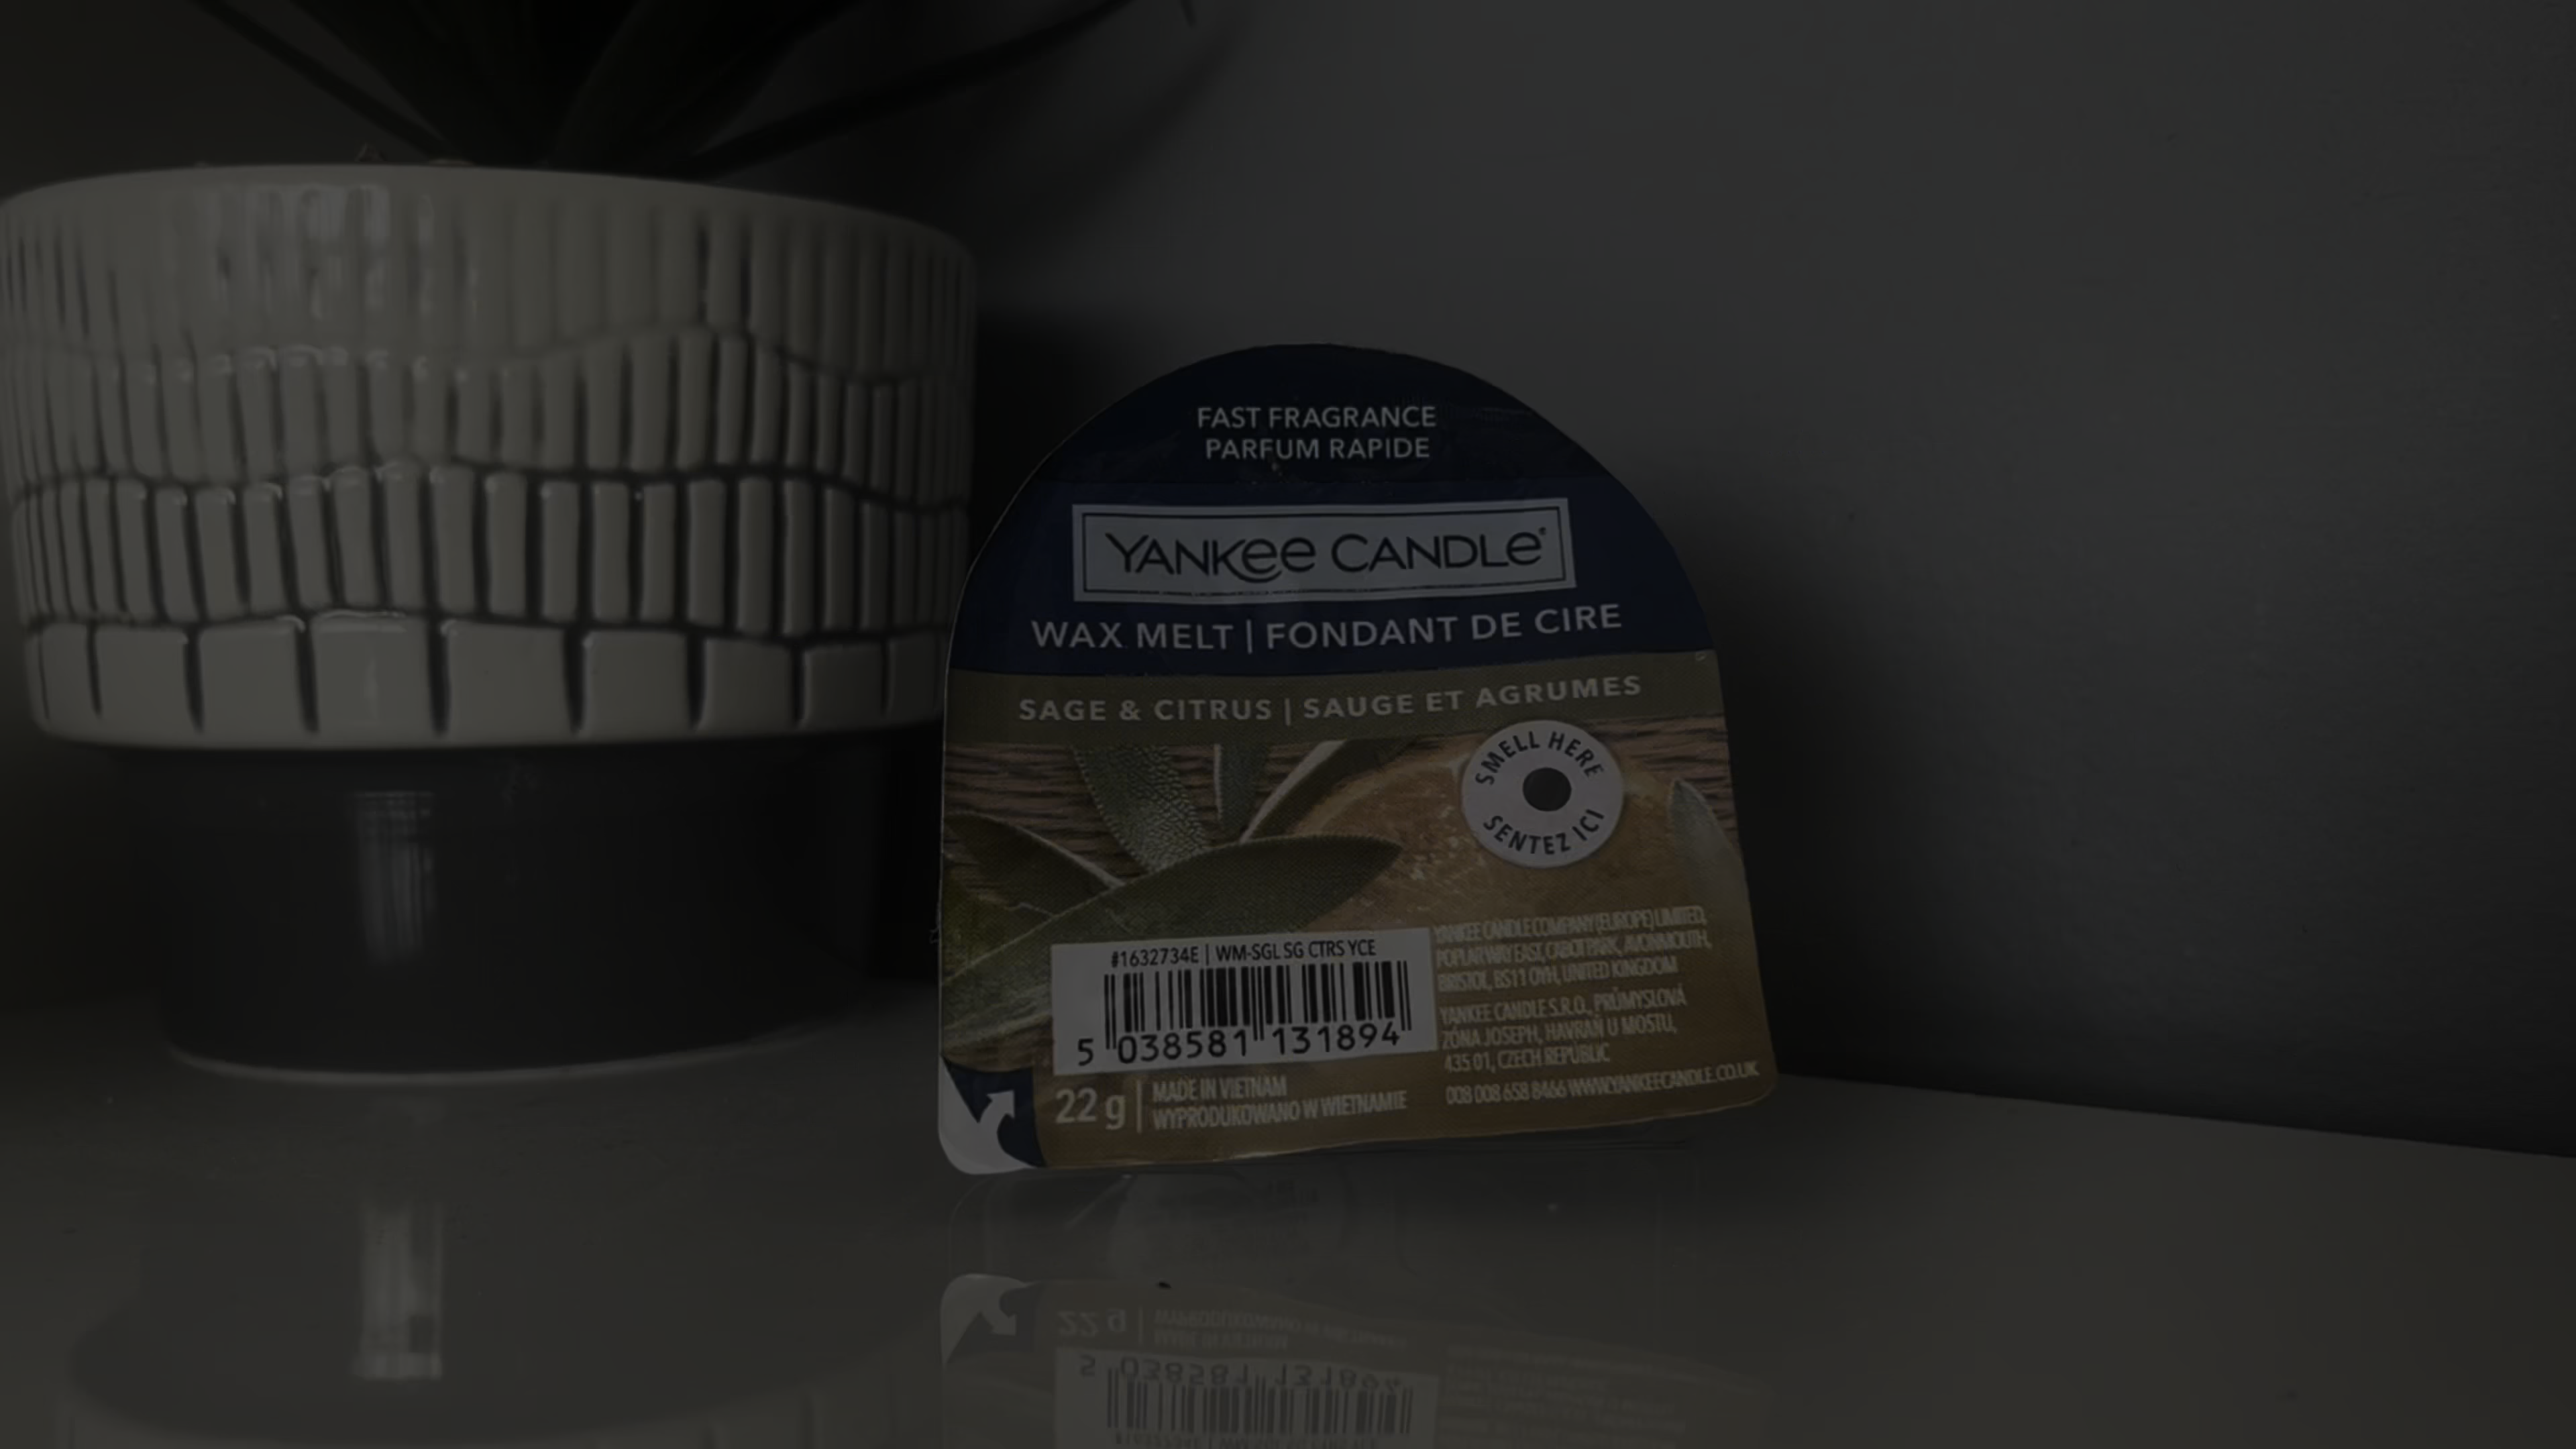 FAST FRAGRANCE
PARFUM RAPIDE
YANKEE CANDLE®
WAX MELT | FONDANT DE CIRE
SAGE & CITRUS | SAUGE ET AGRUMES
SMELL HERE
SENTEZ ICI
#1632734E | WM-SGL SG CTRS YCE
5 038581 131894
22 g
MADE IN VIETNAM
WYPRODUKOWANO W WIETNAMIE
YANKEE CANDLE COMPANY (EUROPE) LIMITED,
POPLAR WAY EAST, CABOT PARK, AVONMOUTH,
BRISTOL, BS11 0YH, UNITED KINGDOM
YANKEE CANDLE S.R.O., PRŮMYSLOVÁ
ZÓNA JOSEPH, HAVRAŇ U MOSTU,
435 01, CZECH REPUBLIC
008 008 658 8466 WWW.YANKEECANDLE.CO.UK